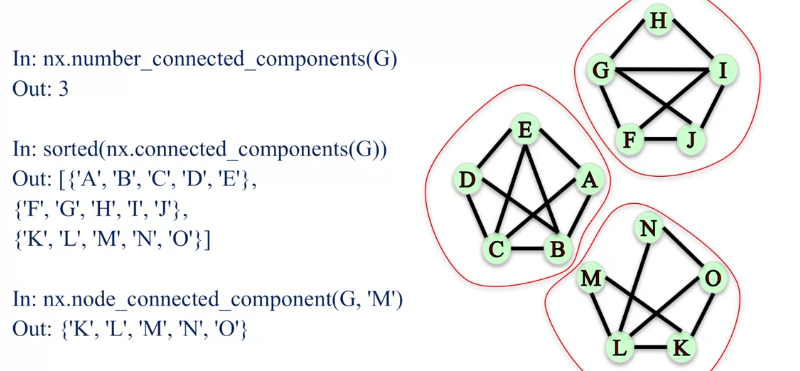 In: nx.number_connected_components(G)
Out: 3
In: sorted(nx.connected_components(G))
Out: [{'A', 'B', 'C', 'D', 'E'},
{'F', 'G', 'H', 'I', 'J'},
{'K', 'L', 'M', 'N', 'O'}]
In: nx.node_connected_component(G, 'M')
Out: {'K', 'L', 'M', 'N', 'O'}
H
G I
F J
E
D A
C B
N
M O
L K